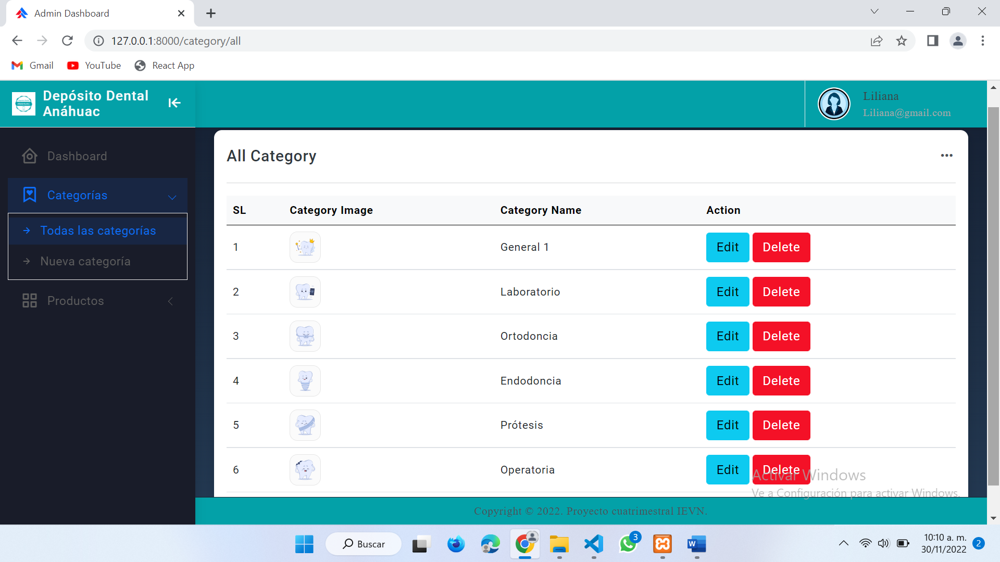 Admin Dashboard
127.0.0.1:8000/category/all
Gmail YouTube React App
Depósito Dental
Anáhuac
Liliana
Liliana@gmail.com
Dashboard
Categorías
Todas las categorías
Nueva categoría
Productos
All Category
SL Category Image Category Name Action
1 General 1 Edit Delete
2 Laboratorio Edit Delete
3 Ortodoncia Edit Delete
4 Endodoncia Edit Delete
5 Prótesis Edit Delete
6 Operatoria Edit Delete
Activar Windows
Ve a Configuración para activar Windows.
Copyright © 2022. Proyecto cuatrimestral IEVN.
Buscar
3
10:10 a. m.
30/11/2022
2